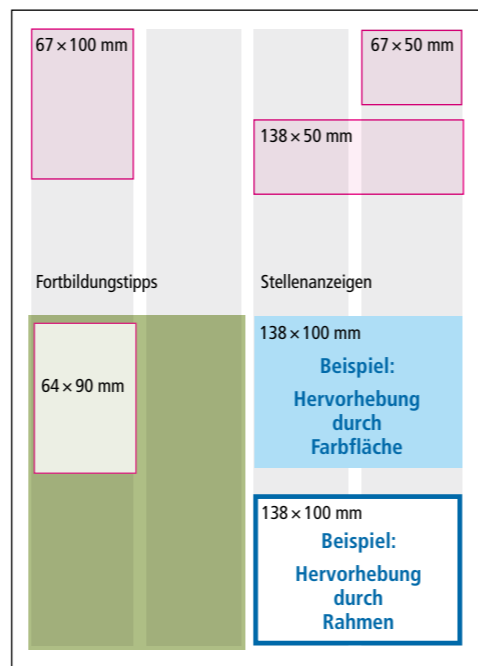 67 × 100 mm
67 × 50 mm
138 × 50 mm
Fortbildungstipps
Stellenanzeigen
64 × 90 mm
138 × 100 mm
Beispiel:
Hervorhebung
durch
Farbfläche
138 × 100 mm
Beispiel:
Hervorhebung
durch
Rahmen